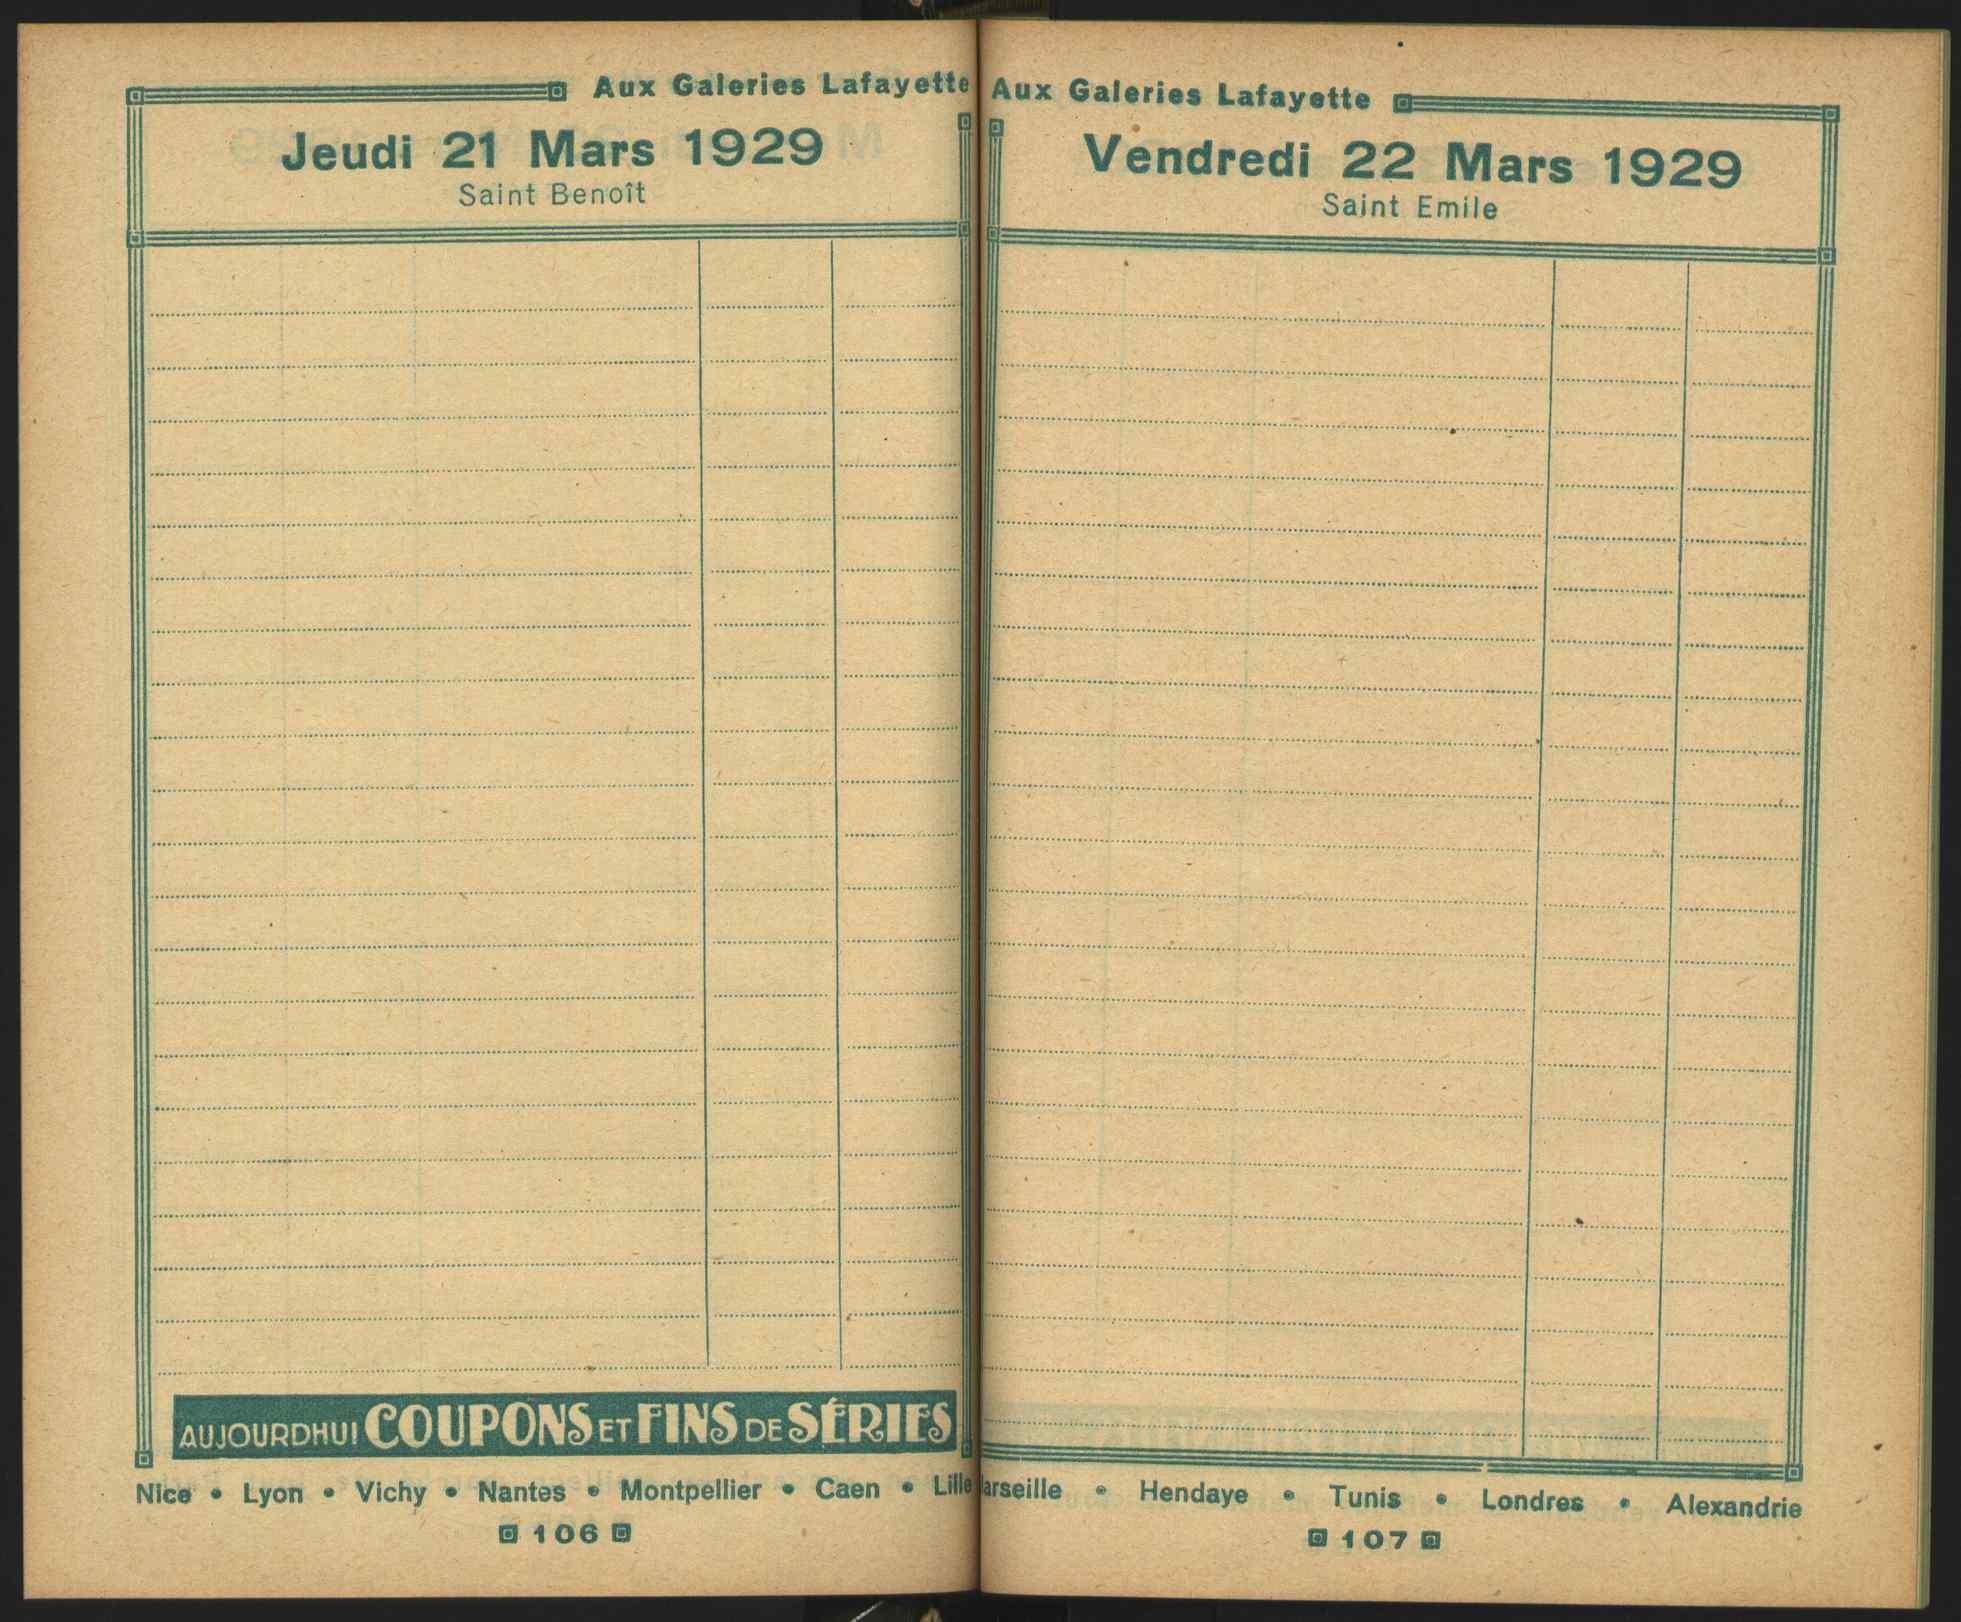 Aux Galeries Lafayette
Jeudi 21 Mars 1929
Saint Benoît
AUJOURDHUI COUPONS ET FINS DE SÉRIES
Nice • Lyon • Vichy • Nantes • Montpellier • Caen • Lille
106
Aux Galeries Lafayette
Vendredi 22 Mars 1929
Saint Emile
arseille • Hendaye • Tunis • Londres • Alexandrie
107